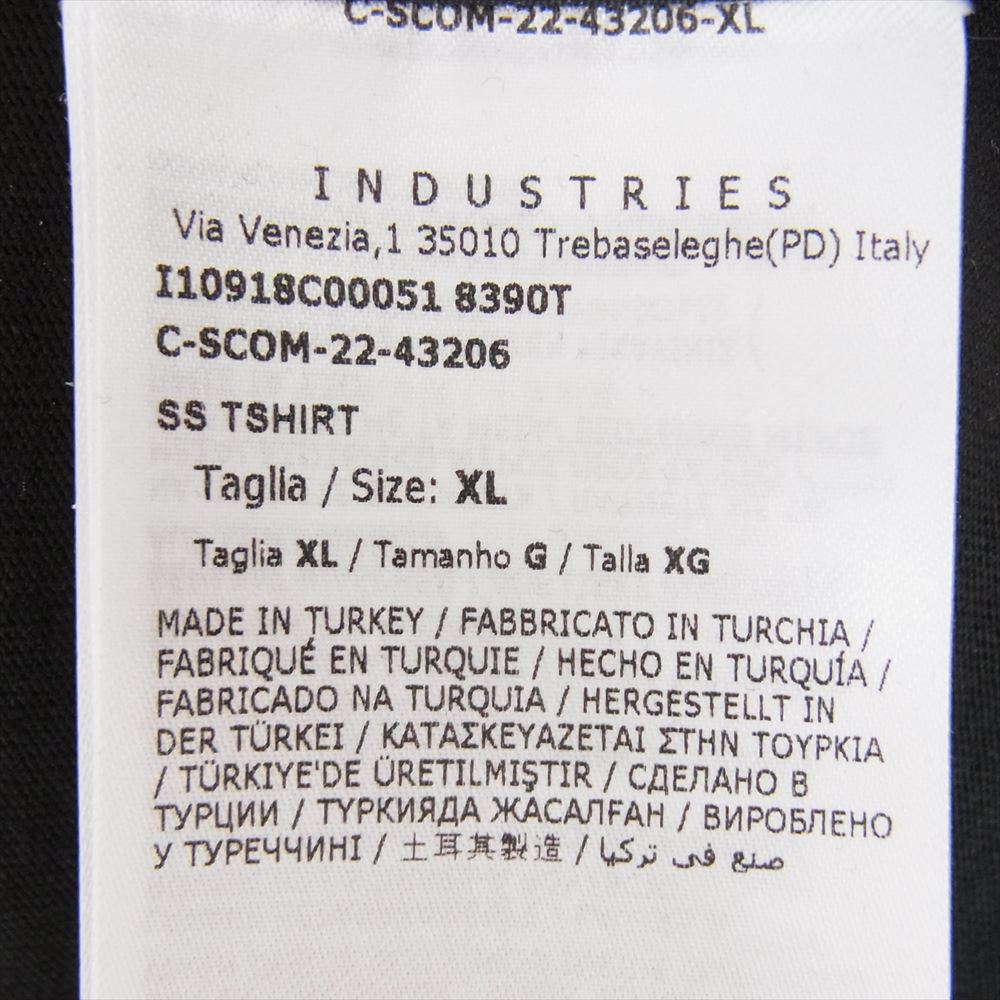 C-SCOM-22-43206-XL
INDUSTRIES
Via Venezia,1 35010 Trebaseleghe(PD) Italy
I10918C00051 8390T
C-SCOM-22-43206
SS TSHIRT
Taglia / Size: XL
Taglia XL / Tamanho G / Talla XG
MADE IN TURKEY / FABBRICATO IN TURCHIA /
FABRIQUÉ EN TURQUIE / HECHO EN TURQUÍA /
FABRICADO NA TURQUIA / HERGESTELLT IN
DER TÜRKEI / ΚΑΤΑΣΚΕΥΑΖΕΤΑΙ ΣΤΗΝ ΤΟΥΡΚΙΑ
/ TÜRKIYE'DE ÜRETILMIŞTIR / СДЕЛАНО В
ТУРЦИИ / ТҮРКИЯДА ЖАСАЛҒАН / ВИРОБЛЕНО
У ТУРЕЧЧИНІ / 土耳其製造 / صنع في تركيا